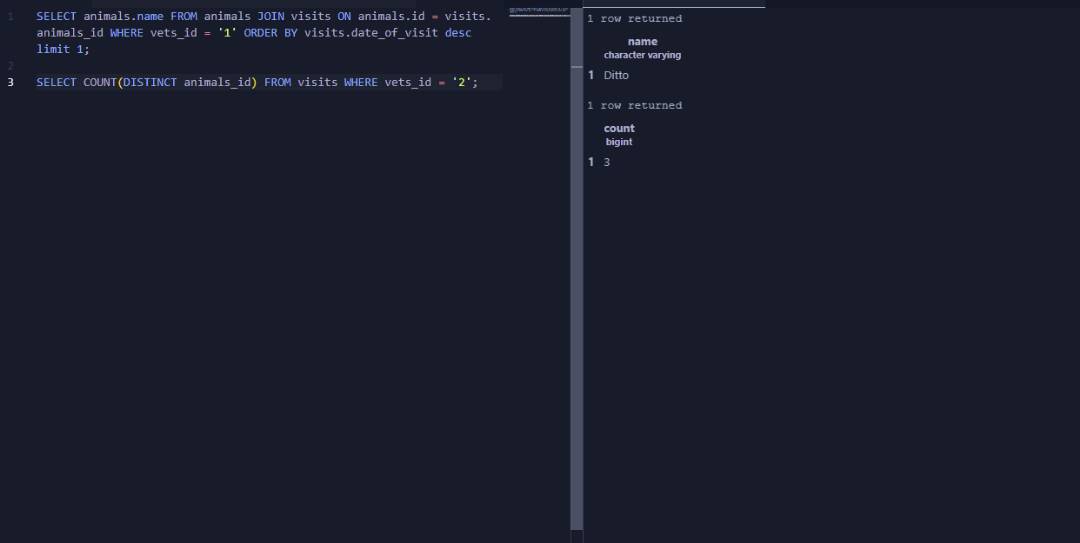 1 SELECT animals.name FROM animals JOIN visits ON animals.id = visits.
animals_id WHERE vets_id = '1' ORDER BY visits.date_of_visit desc
limit 1;
2
3 SELECT COUNT(DISTINCT animals_id) FROM visits WHERE vets_id = '2';
1 row returned
name
character varying
1 Ditto
1 row returned
count
bigint
1 3